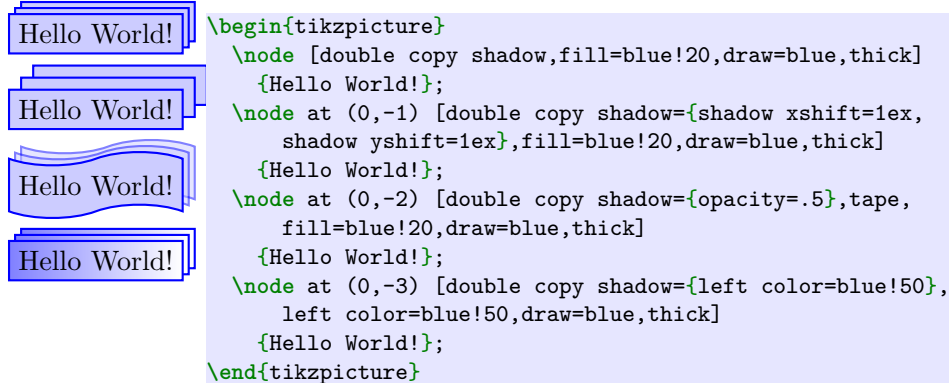 Hello World!
Hello World!
Hello World!
Hello World!
\begin{tikzpicture}
  \node [double copy shadow,fill=blue!20,draw=blue,thick]
    {Hello World!};
  \node at (0,-1) [double copy shadow={shadow xshift=1ex,
      shadow yshift=1ex},fill=blue!20,draw=blue,thick]
    {Hello World!};
  \node at (0,-2) [double copy shadow={opacity=.5},tape,
      fill=blue!20,draw=blue,thick]
    {Hello World!};
  \node at (0,-3) [double copy shadow={left color=blue!50},
      left color=blue!50,draw=blue,thick]
    {Hello World!};
\end{tikzpicture}